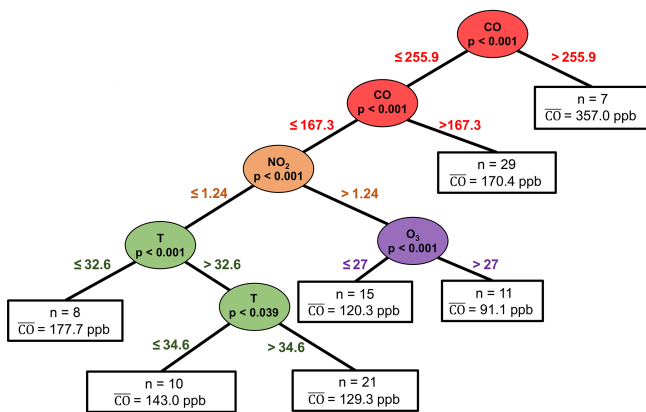 CO
p < 0.001
≤ 255.9
> 255.9
CO
p < 0.001
n = 7
CO = 357.0 ppb
≤ 167.3
>167.3
NO₂
p < 0.001
n = 29
CO = 170.4 ppb
≤ 1.24
> 1.24
T
p < 0.001
O₃
p < 0.001
≤ 32.6
> 32.6
≤ 27
> 27
n = 8
CO = 177.7 ppb
T
p < 0.039
n = 15
CO = 120.3 ppb
n = 11
CO = 91.1 ppb
≤ 34.6
> 34.6
n = 10
CO = 143.0 ppb
n = 21
CO = 129.3 ppb